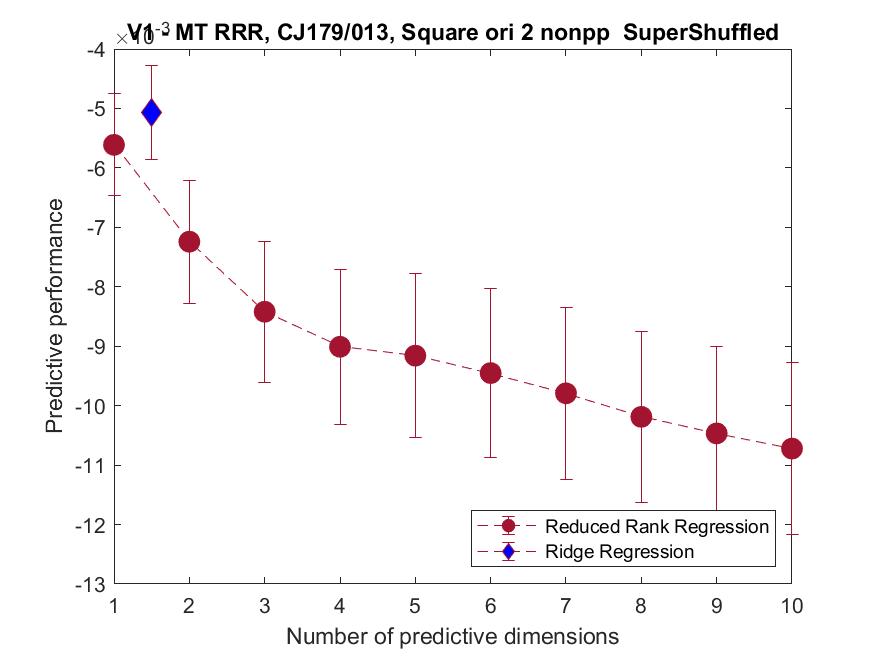 V1 - MT RRR, CJ179/013, Square ori 2 nonpp  SuperShuffled
×10-3
-4
-5
-6
-7
-8
-9
-10
-11
-12
-13
Predictive performance
Reduced Rank Regression
Ridge Regression
1 2 3 4 5 6 7 8 9 10
Number of predictive dimensions